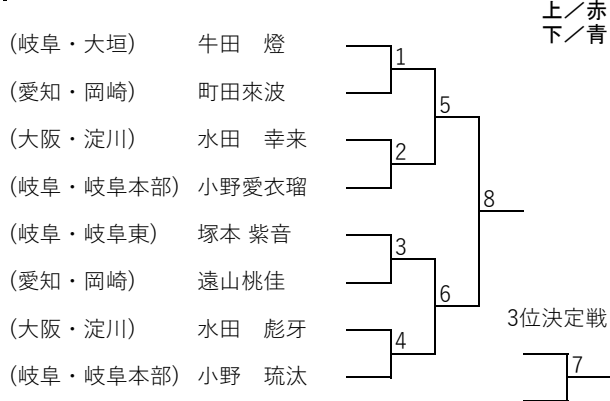 上／赤
下／青
(岐阜・大垣) 牛田　燈
1
(愛知・岡崎) 町田來波
5
(大阪・淀川) 水田　幸来
2
(岐阜・岐阜本部) 小野愛衣瑠
8
(岐阜・岐阜東) 塚本 紫音
3
(愛知・岡崎) 遠山桃佳
6
3位決定戦
(大阪・淀川) 水田　彪牙
4
7
(岐阜・岐阜本部) 小野　琉汰